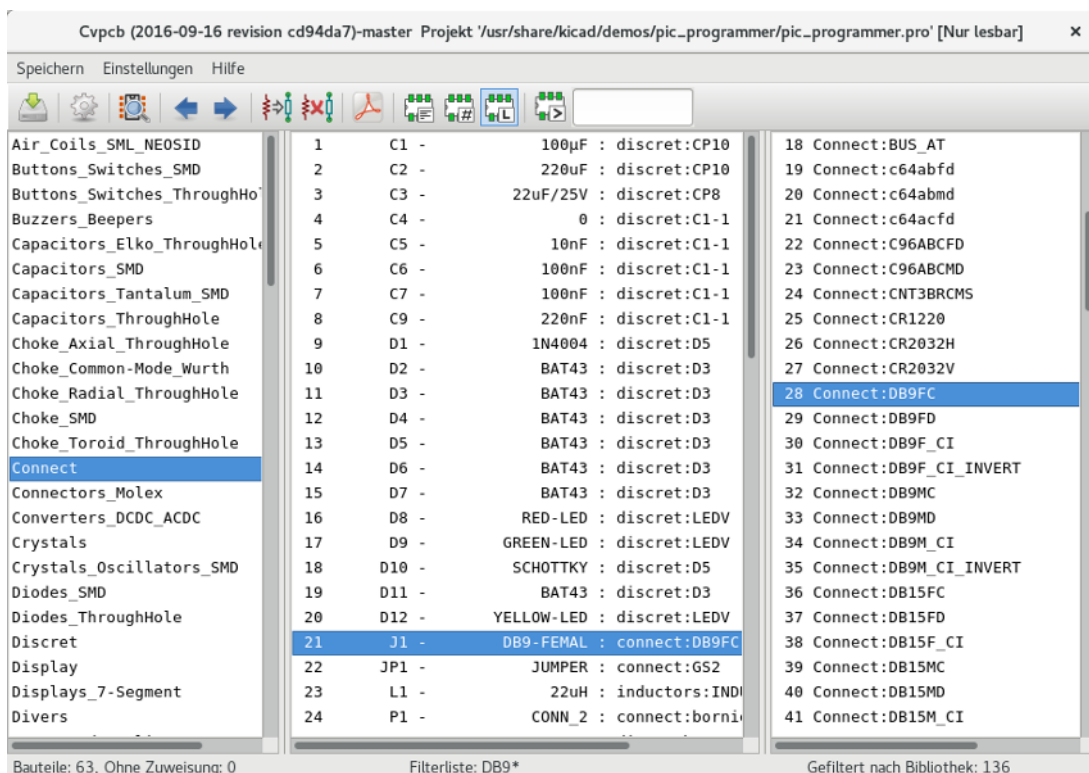 Cvpcb (2016-09-16 revision cd94da7)-master Projekt '/usr/share/kicad/demos/pic_programmer/pic_programmer.pro' [Nur lesbar] ×
Speichern Einstellungen Hilfe
Air_Coils_SML_NEOSID
Buttons_Switches_SMD
Buttons_Switches_ThroughHo
Buzzers_Beepers
Capacitors_Elko_ThroughHole
Capacitors_SMD
Capacitors_Tantalum_SMD
Capacitors_ThroughHole
Choke_Axial_ThroughHole
Choke_Common-Mode_Wurth
Choke_Radial_ThroughHole
Choke_SMD
Choke_Toroid_ThroughHole
Connect
Connectors_Molex
Converters_DCDC_ACDC
Crystals
Crystals_Oscillators_SMD
Diodes_SMD
Diodes_ThroughHole
Discret
Display
Displays_7-Segment
Divers
1 C1 - 100µF : discret:CP10
2 C2 - 220uF : discret:CP10
3 C3 - 22uF/25V : discret:CP8
4 C4 - 0 : discret:C1-1
5 C5 - 10nF : discret:C1-1
6 C6 - 100nF : discret:C1-1
7 C7 - 100nF : discret:C1-1
8 C9 - 220nF : discret:C1-1
9 D1 - 1N4004 : discret:D5
10 D2 - BAT43 : discret:D3
11 D3 - BAT43 : discret:D3
12 D4 - BAT43 : discret:D3
13 D5 - BAT43 : discret:D3
14 D6 - BAT43 : discret:D3
15 D7 - BAT43 : discret:D3
16 D8 - RED-LED : discret:LEDV
17 D9 - GREEN-LED : discret:LEDV
18 D10 - SCHOTTKY : discret:D5
19 D11 - BAT43 : discret:D3
20 D12 - YELLOW-LED : discret:LEDV
21 J1 - DB9-FEMAL : connect:DB9FC
22 JP1 - JUMPER : connect:GS2
23 L1 - 22uH : inductors:IND
24 P1 - CONN_2 : connect:borni
18 Connect:BUS_AT
19 Connect:c64abfd
20 Connect:c64abmd
21 Connect:c64acfd
22 Connect:C96ABCFD
23 Connect:C96ABCMD
24 Connect:CNT3BRCMS
25 Connect:CR1220
26 Connect:CR2032H
27 Connect:CR2032V
28 Connect:DB9FC
29 Connect:DB9FD
30 Connect:DB9F_CI
31 Connect:DB9F_CI_INVERT
32 Connect:DB9MC
33 Connect:DB9MD
34 Connect:DB9M_CI
35 Connect:DB9M_CI_INVERT
36 Connect:DB15FC
37 Connect:DB15FD
38 Connect:DB15F_CI
39 Connect:DB15MC
40 Connect:DB15MD
41 Connect:DB15M_CI
Bauteile: 63, Ohne Zuweisung: 0
Filterliste: DB9*
Gefiltert nach Bibliothek: 136